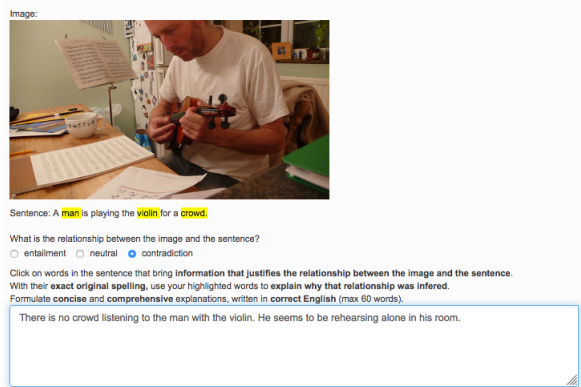 Image:
Sentence: A man is playing the violin for a crowd.
What is the relationship between the image and the sentence?
entailment neutral contradiction
Click on words in the sentence that bring information that justifies the relationship between the image and the sentence.
With their exact original spelling, use your highlighted words to explain why that relationship was infered.
Formulate concise and comprehensive explanations, written in correct English (max 60 words).
There is no crowd listening to the man with the violin. He seems to be rehearsing alone in his room.